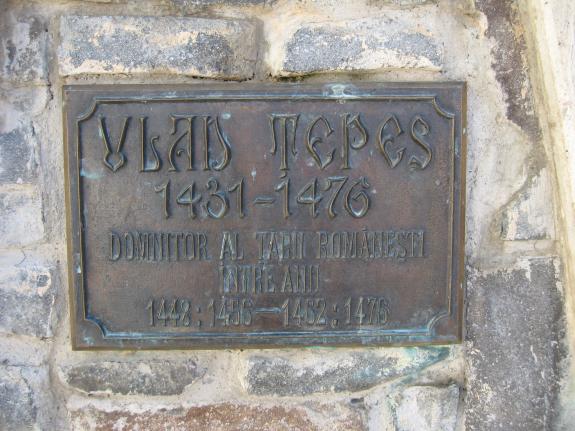 VLAD ȚEPEȘ
1431-1476
DOMNITOR AL ȚĂRII ROMÂNEȘTI
ÎNTRE ANII
1448; 1456-1462; 1476